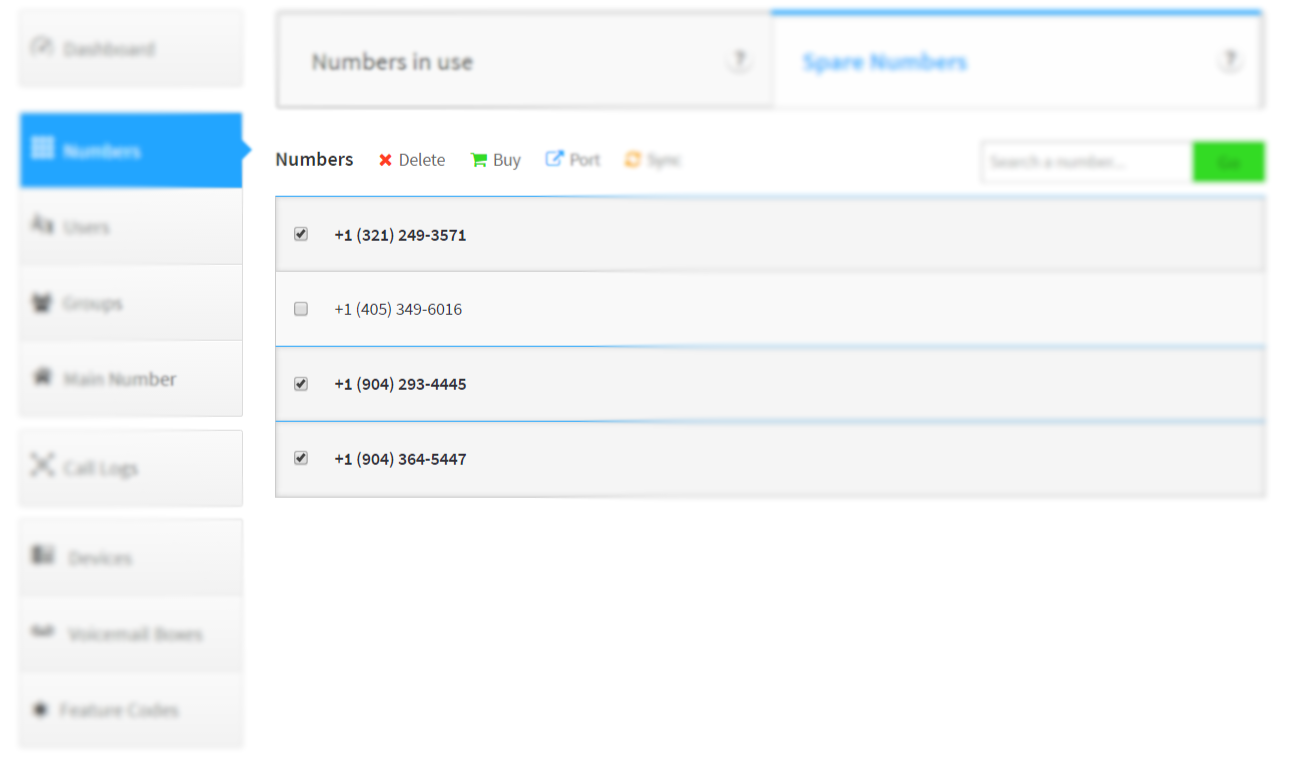 Dashboard
Numbers
Users
Groups
Main Number
Call Logs
Devices
Voicemail Boxes
Feature Codes
Numbers in use ?
Spare Numbers ?
Numbers Delete Buy Port Sync
Search a number... Go
+1 (321) 249-3571
+1 (405) 349-6016
+1 (904) 293-4445
+1 (904) 364-5447